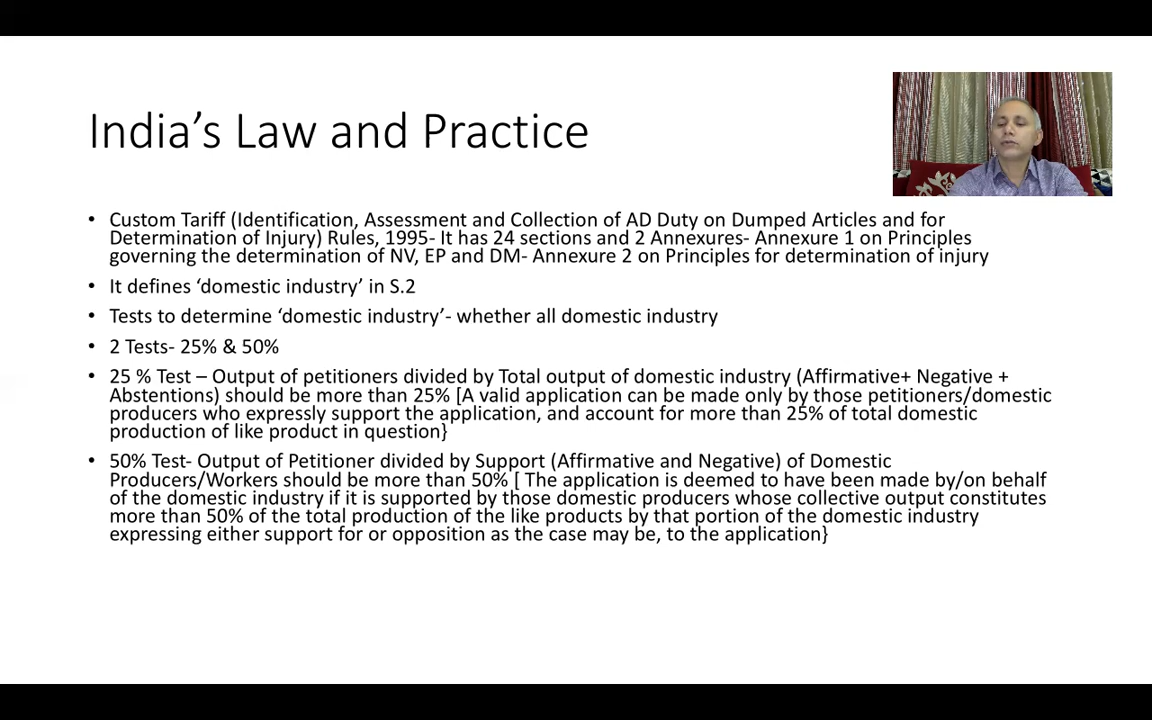 India’s Law and Practice
• Custom Tariff (Identification, Assessment and Collection of AD Duty on Dumped Articles and for
Determination of Injury) Rules, 1995- It has 24 sections and 2 Annexures- Annexure 1 on Principles
governing the determination of NV, EP and DM- Annexure 2 on Principles for determination of injury
• It defines ‘domestic industry’ in S.2
• Tests to determine ‘domestic industry’- whether all domestic industry
• 2 Tests- 25% & 50%
• 25 % Test – Output of petitioners divided by Total output of domestic industry (Affirmative+ Negative +
Abstentions) should be more than 25% [A valid application can be made only by those petitioners/domestic
producers who expressly support the application, and account for more than 25% of total domestic
production of like product in question}
• 50% Test- Output of Petitioner divided by Support (Affirmative and Negative) of Domestic
Producers/Workers should be more than 50% [ The application is deemed to have been made by/on behalf
of the domestic industry if it is supported by those domestic producers whose collective output constitutes
more than 50% of the total production of the like products by that portion of the domestic industry
expressing either support for or opposition as the case may be, to the application}